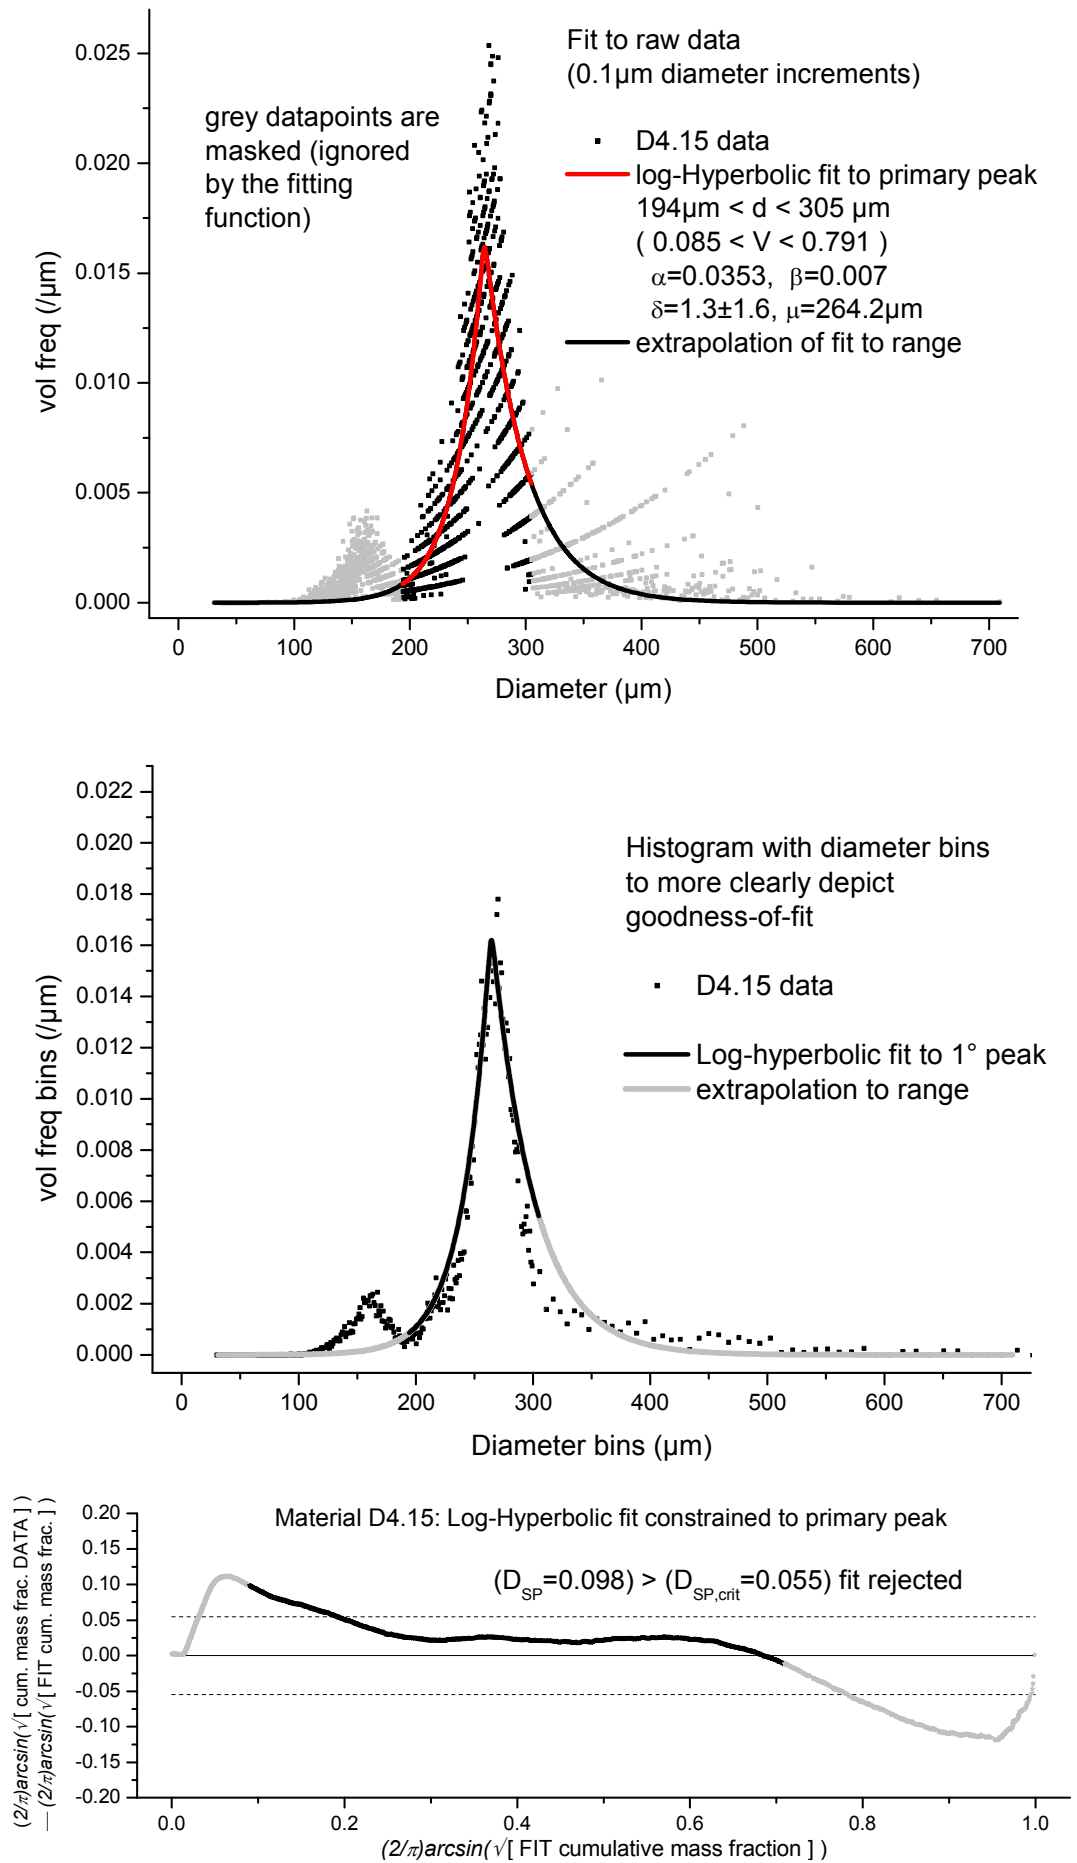 Fit to raw data
(0.1µm diameter increments)
grey datapoints are
masked (ignored
by the fitting
function)
D4.15 data
log-Hyperbolic fit to primary peak
194µm < d < 305 µm
( 0.085 < V < 0.791 )
α=0.0353, β=0.007
δ=1.3±1.6, µ=264.2µm
extrapolation of fit to range
vol freq (/µm)
0.025
0.020
0.015
0.010
0.005
0.000
0 100 200 300 400 500 600 700
Diameter (µm)
Histogram with diameter bins
to more clearly depict
goodness-of-fit
D4.15 data
Log-hyperbolic fit to 1° peak
extrapolation to range
vol freq bins (/µm)
0.022
0.020
0.018
0.016
0.014
0.012
0.010
0.008
0.006
0.004
0.002
0.000
0 100 200 300 400 500 600 700
Diameter bins (µm)
Material D4.15: Log-Hyperbolic fit constrained to primary peak
(D_SP=0.098) > (D_SP,crit=0.055) fit rejected
(2/π)arcsin(√[ cum. mass frac. DATA ] )
— (2/π)arcsin(√[ FIT cum. mass frac. ] )
0.20
0.15
0.10
0.05
0.00
-0.05
-0.10
-0.15
-0.20
0.0 0.2 0.4 0.6 0.8 1.0
(2/π)arcsin(√[ FIT cumulative mass fraction ] )